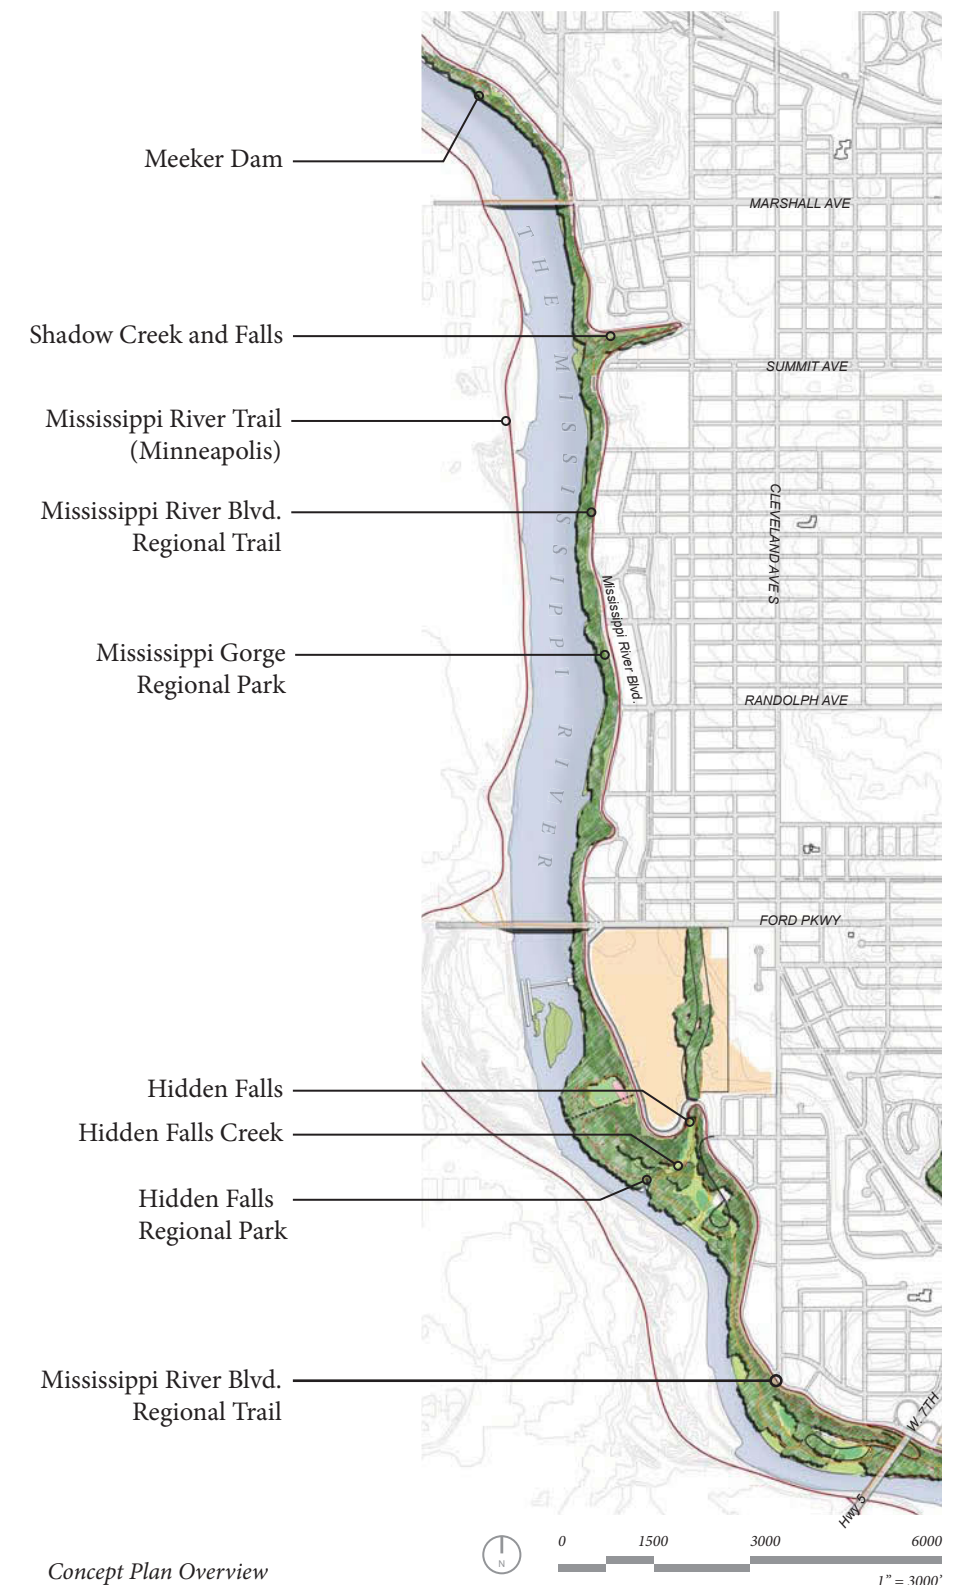 Meeker Dam
MARSHALL AVE
THE MISSISSIPPI RIVER
Shadow Creek and Falls
SUMMIT AVE
Mississippi River Trail
(Minneapolis)
CLEVELAND AVE S
Mississippi River Blvd.
Regional Trail
Mississippi River Blvd.
Mississippi Gorge
Regional Park
RANDOLPH AVE
FORD PKWY
Hidden Falls
Hidden Falls Creek
Hidden Falls
Regional Park
Mississippi River Blvd.
Regional Trail
W. 7TH
Hwy 5
Concept Plan Overview
N
0 1500 3000 6000
1" = 3000'